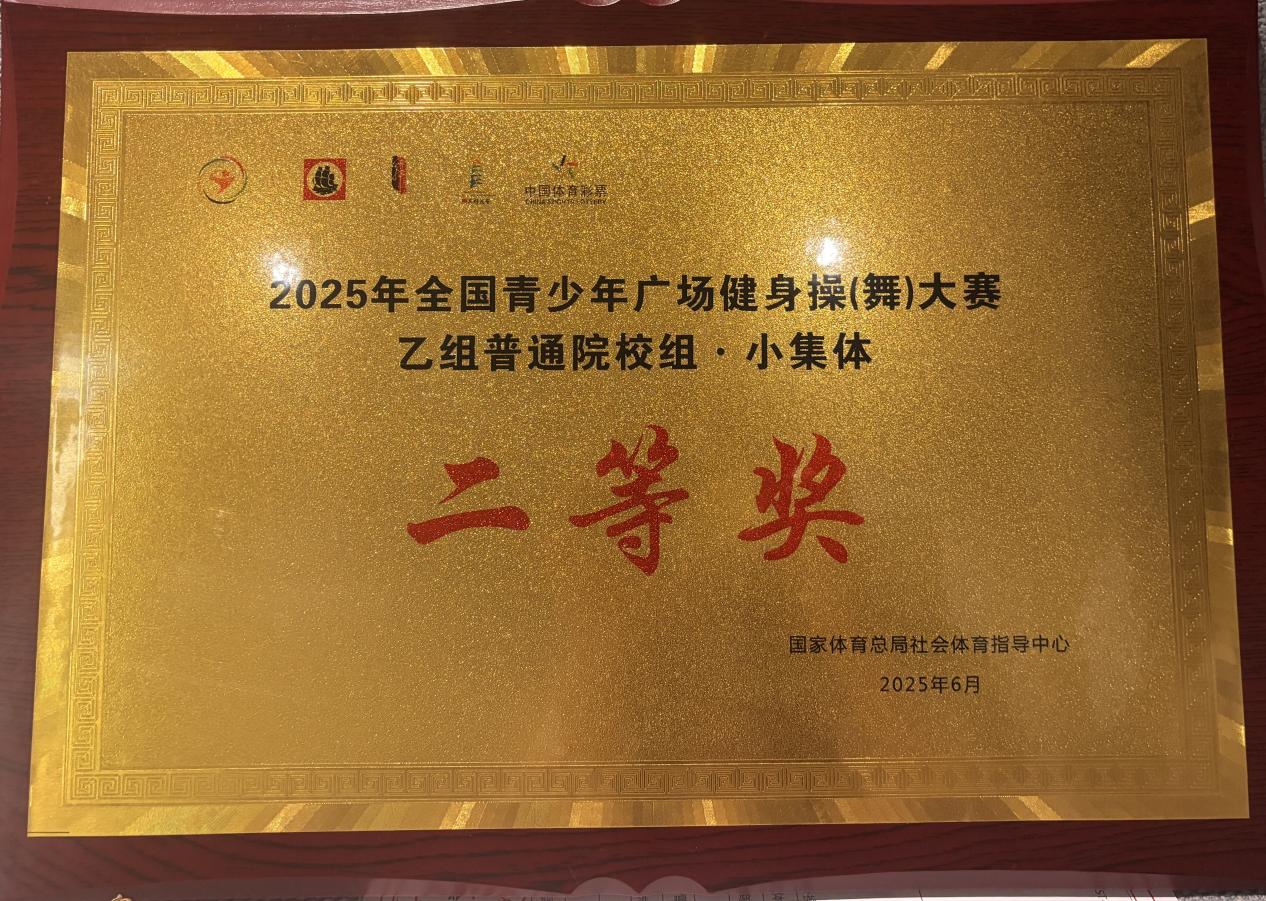 中国体育彩票
CHINA SPORTS LOTTERY
2025年全国青少年广场健身操(舞)大赛
乙组普通院校组·小集体
二等奖
国家体育总局社会体育指导中心
2025年6月